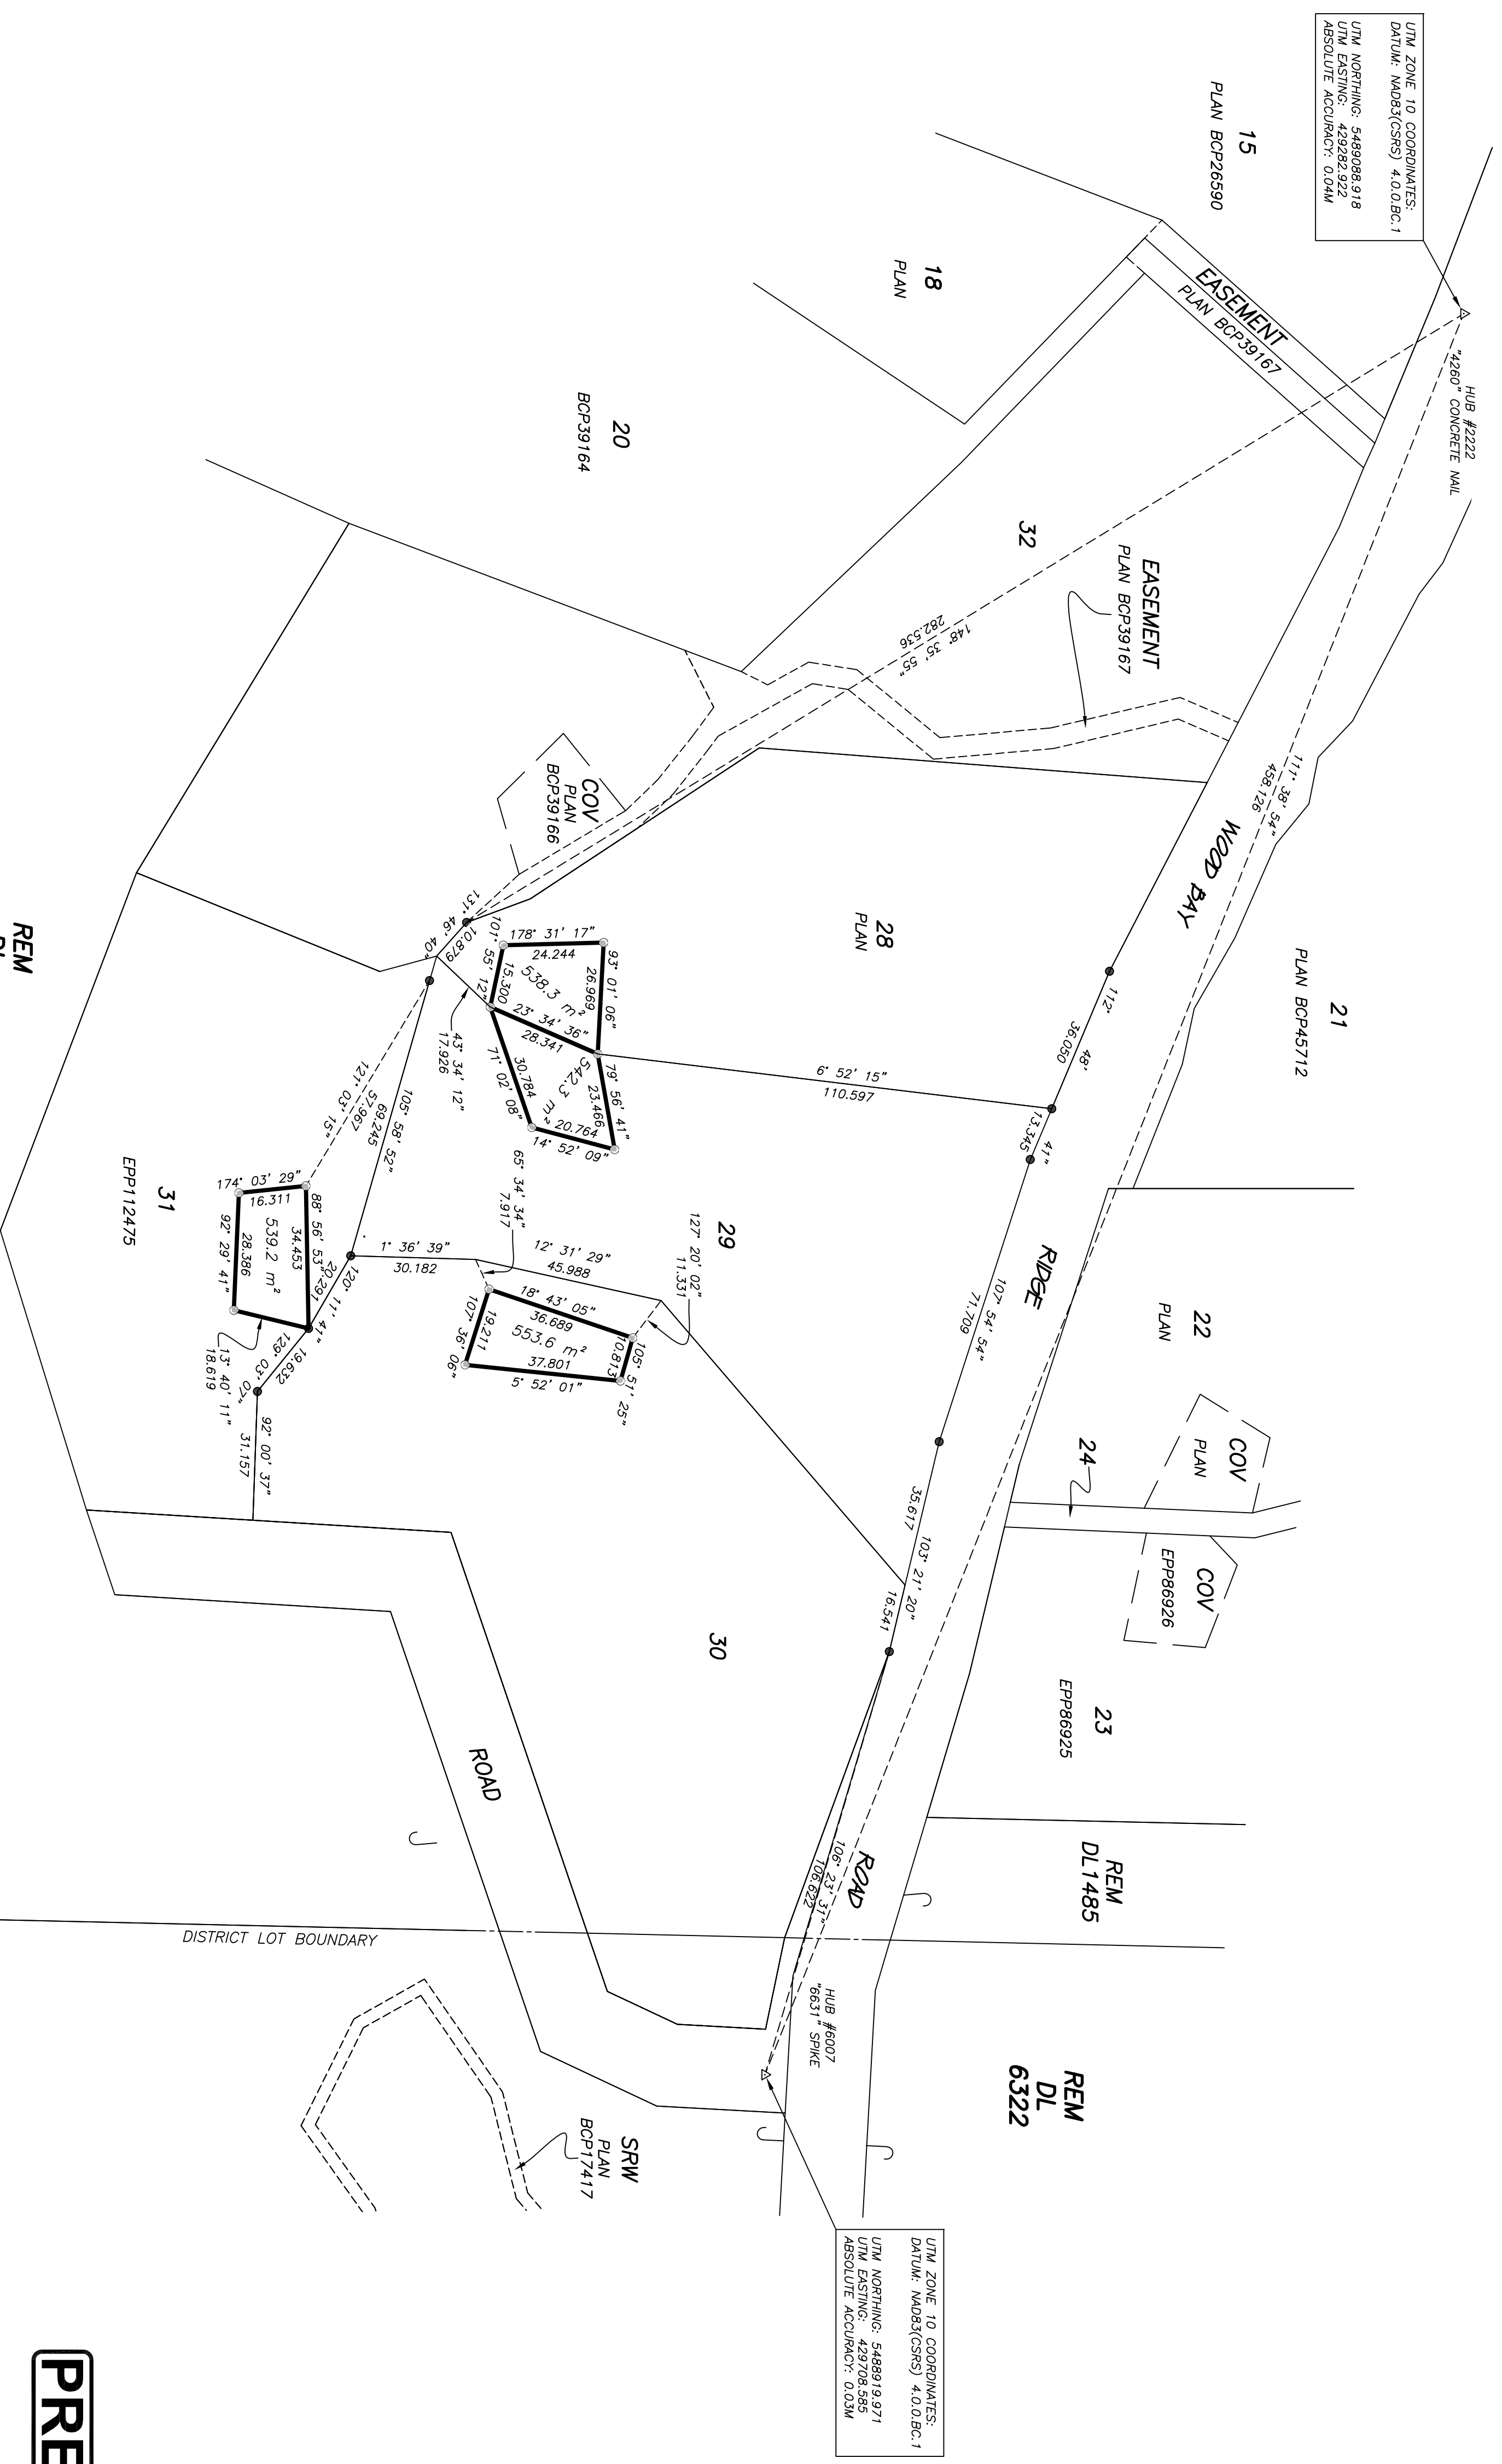 UTM ZONE 10 COORDINATES:
DATUM: NAD83(CSRS) 4.0.0.BC.1
UTM NORTHING: 5489088.918
UTM EASTING: 429282.922
ABSOLUTE ACCURACY: 0.04M
HUB #2222
"4260" CONCRETE NAIL
15
PLAN BCP26590
EASEMENT
PLAN BCP39167
18
PLAN
20
BCP39164
32
EASEMENT
PLAN BCP39167
148° 35' 55"
282.536
111° 38' 54"
458.126
WOOD BAY
RIDGE
ROAD
21
PLAN BCP45712
22
PLAN
24
COV
PLAN
COV
EPP86926
23
EPP86925
REM
DL1485
REM
DL
6322
COV
PLAN
BCP39166
28
PLAN
112° 48' 41"
36.050
13.345
107° 54' 54"
71.709
103° 21' 20"
35.617
16.541
106° 23' 31"
106.622
6° 52' 15"
110.597
131° 46' 40"
10.879
178° 31' 17"
24.244
93° 01' 06"
26.969
101° 55' 12"
15.300
538.3 m²
23° 34' 36"
28.341
542.3 m²
79° 56' 41"
23.466
71° 02' 08"
30.784
20.764
14° 52' 09"
43° 34' 12"
17.926
105° 58' 52"
69.245
57.967
121° 03' 15"
65° 34' 34"
7.917
127° 20' 02"
11.331
29
12° 31' 29"
45.988
1° 36' 39"
30.182
18° 43' 05"
36.689
553.6 m²
37.801
5° 52' 01"
105° 51' 25"
10.813
19.211
107° 36' 06"
174° 03' 29"
16.311
88° 56' 53"
34.453
539.2 m²
28.386
92° 29' 41"
120° 11' 41"
20.291
13° 40' 11"
18.619
129° 03' 07"
19.632
92° 00' 37"
31.157
31
EPP112475
REM
30
ROAD
DISTRICT LOT BOUNDARY
HUB #6007
"6631" SPIKE
SRW
PLAN
BCP17417
UTM ZONE 10 COORDINATES:
DATUM: NAD83(CSRS) 4.0.0.BC.1
UTM NORTHING: 5488919.971
UTM EASTING: 429708.585
ABSOLUTE ACCURACY: 0.03M
PRE